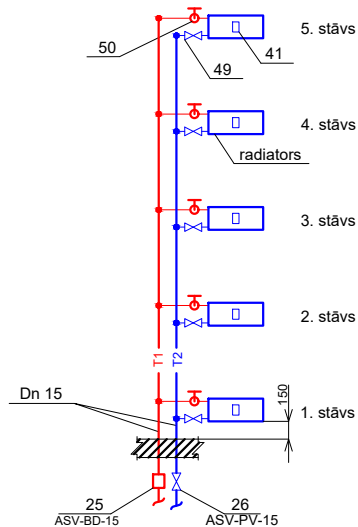 50
41
5. stāvs
49
4. stāvs
radiators
3. stāvs
2. stāvs
T1
T2
Dn 15
150
1. stāvs
25
ASV-BD-15
26
ASV-PV-15